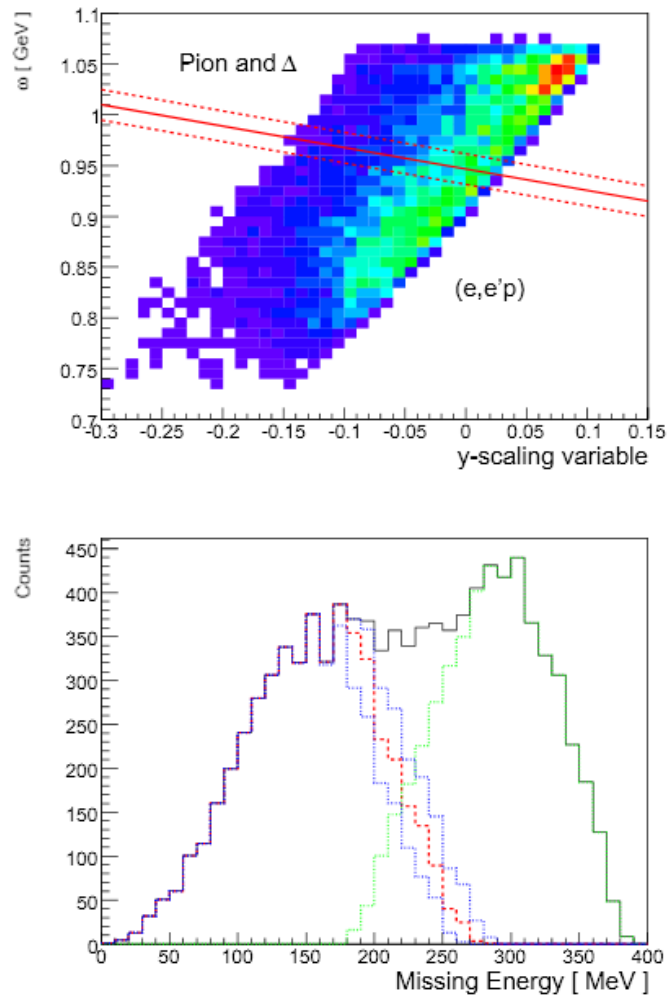 ω [ GeV ]
1.1
1.05
1
0.95
0.9
0.85
0.8
0.75
0.7
Pion and Δ
(e,e'p)
-0.3 -0.25 -0.2 -0.15 -0.1 -0.05 0 0.05 0.1 0.15
y-scaling variable
Counts
450
400
350
300
250
200
150
100
50
0
0 50 100 150 200 250 300 350 400
Missing Energy [ MeV ]